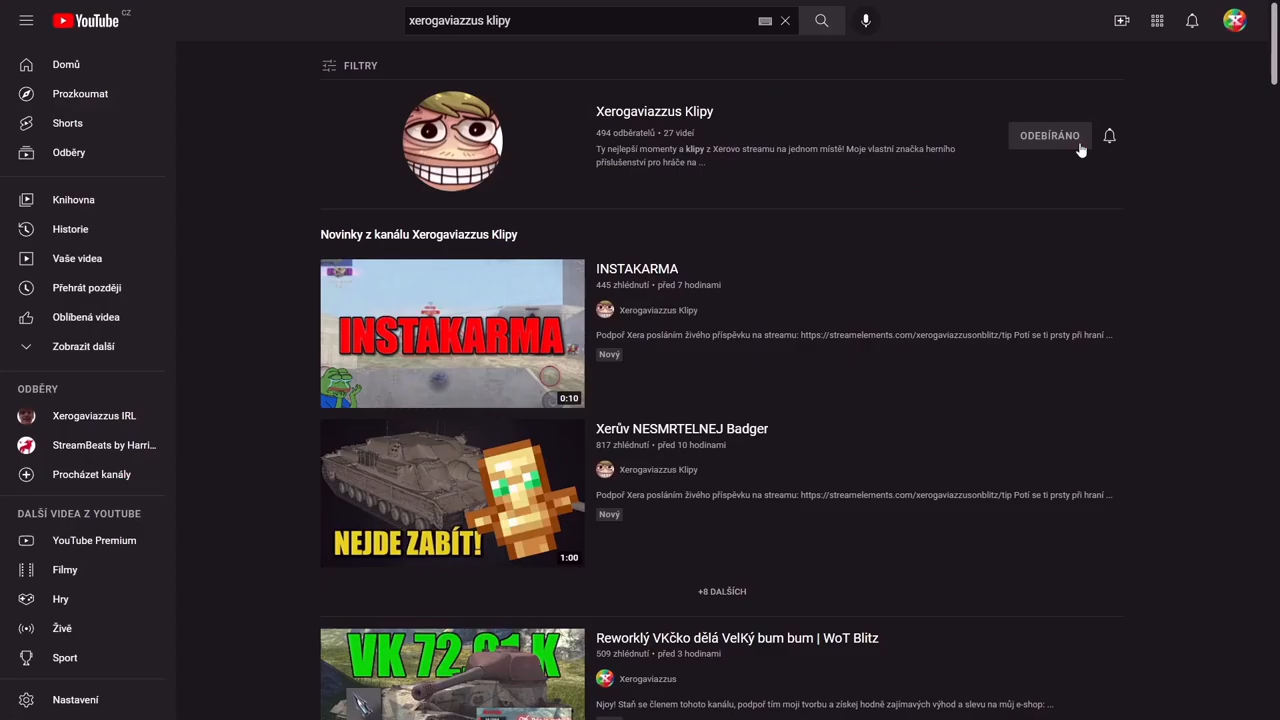 YouTube CZ
xerogaviazzus klipy
Domů
Prozkoumat
Shorts
Odběry
Knihovna
Historie
Vaše videa
Přehrát později
Oblíbená videa
Zobrazit další
ODBĚRY
Xerogaviazzus IRL
StreamBeats by Harri...
Procházet kanály
DALŠÍ VIDEA Z YOUTUBE
YouTube Premium
Filmy
Hry
Živě
Sport
Nastavení
FILTRY
Xerogaviazzus Klipy
494 odběratelů • 27 videí
Ty nejlepší momenty a klipy z Xerovo streamu na jednom místě! Moje vlastní značka herního
příslušenství pro hráče na ...
ODEBÍRÁNO
Novinky z kanálu Xerogaviazzus Klipy
INSTAKARMA
0:10
INSTAKARMA
445 zhlédnutí • před 7 hodinami
Xerogaviazzus Klipy
Podpoř Xera posláním živého příspěvku na streamu: https://streamelements.com/xerogaviazzusonblitz/tip Potí se ti prsty při hraní ...
Nový
NEJDE ZABÍT!
1:00
Xerův NESMRTELNEJ Badger
817 zhlédnutí • před 10 hodinami
Xerogaviazzus Klipy
Podpoř Xera posláním živého příspěvku na streamu: https://streamelements.com/xerogaviazzusonblitz/tip Potí se ti prsty při hraní ...
Nový
+8 DALŠÍCH
VK 72.01 K
Reworklý VKčko dělá VelKý bum bum | WoT Blitz
509 zhlédnutí • před 3 hodinami
Xerogaviazzus
Njoy! Staň se členem tohoto kanálu, podpoř tím moji tvorbu a získej hodně zajímavých výhod a slevu na můj e-shop: ...